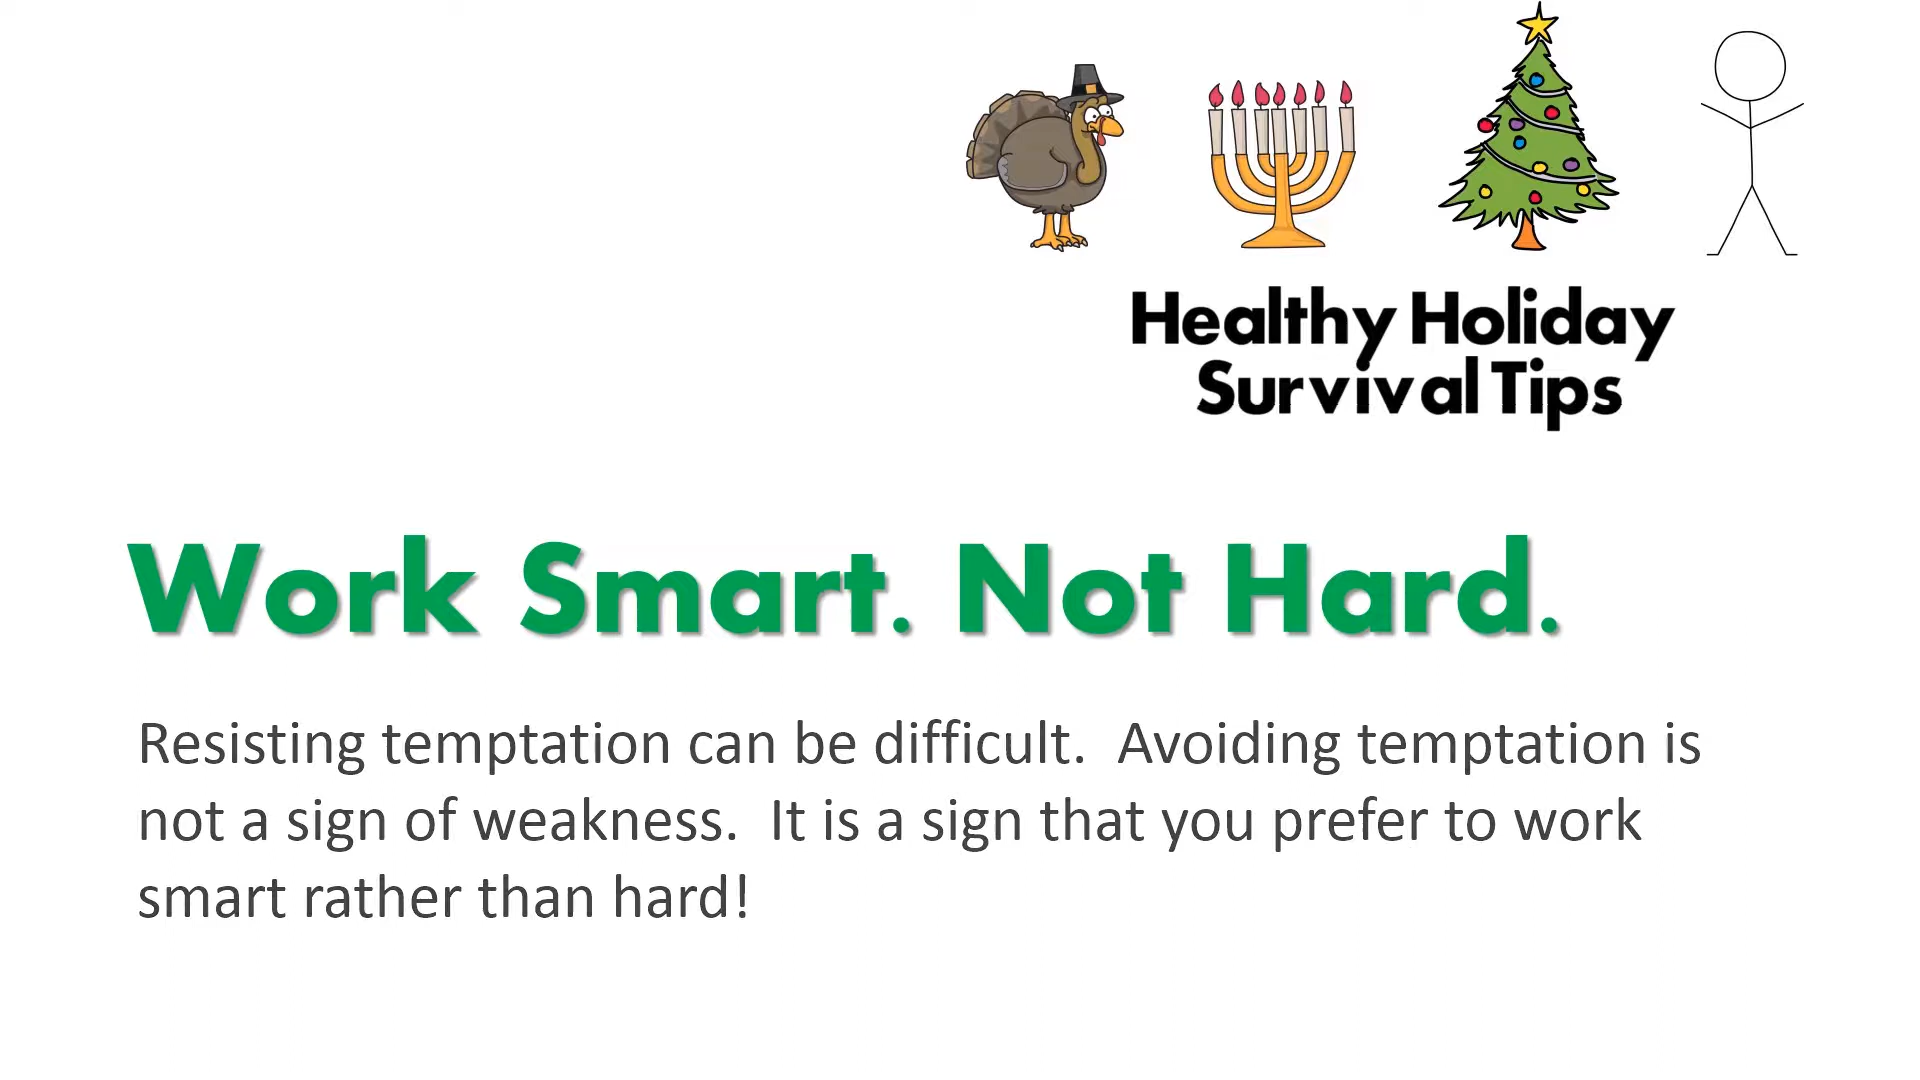 Healthy Holiday
Survival Tips
Work Smart. Not Hard.
Resisting temptation can be difficult.  Avoiding temptation is
not a sign of weakness.  It is a sign that you prefer to work
smart rather than hard!